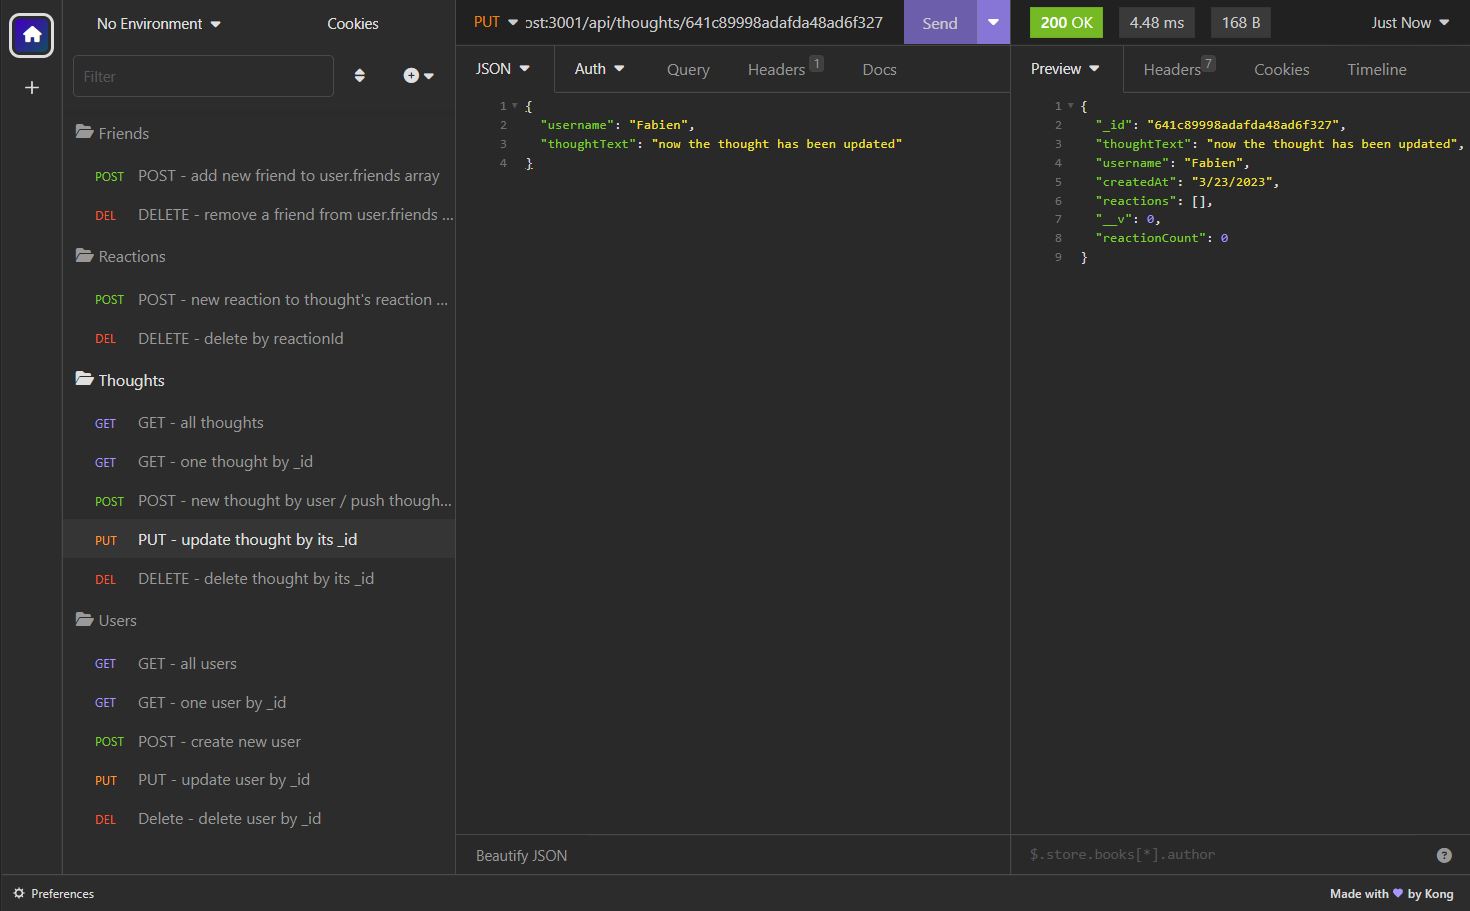 No Environment
Cookies
Filter
Friends
POST POST - add new friend to user.friends array
DEL DELETE - remove a friend from user.friends ...
Reactions
POST POST - new reaction to thought's reaction ...
DEL DELETE - delete by reactionId
Thoughts
GET GET - all thoughts
GET GET - one thought by _id
POST POST - new thought by user / push though...
PUT PUT - update thought by its _id
DEL DELETE - delete thought by its _id
Users
GET GET - all users
GET GET - one user by _id
POST POST - create new user
PUT PUT - update user by _id
DEL Delete - delete user by _id
PUT ost:3001/api/thoughts/641c89998adafda48ad6f327 Send
JSON Auth Query Headers 1 Docs
1 {
2 "username": "Fabien",
3 "thoughtText": "now the thought has been updated"
4 }
Beautify JSON
200 OK 4.48 ms 168 B Just Now
Preview Headers 7 Cookies Timeline
1 {
2 "_id": "641c89998adafda48ad6f327",
3 "thoughtText": "now the thought has been updated",
4 "username": "Fabien",
5 "createdAt": "3/23/2023",
6 "reactions": [],
7 "__v": 0,
8 "reactionCount": 0
9 }
$.store.books[*].author
?
Preferences
Made with 💜 by Kong